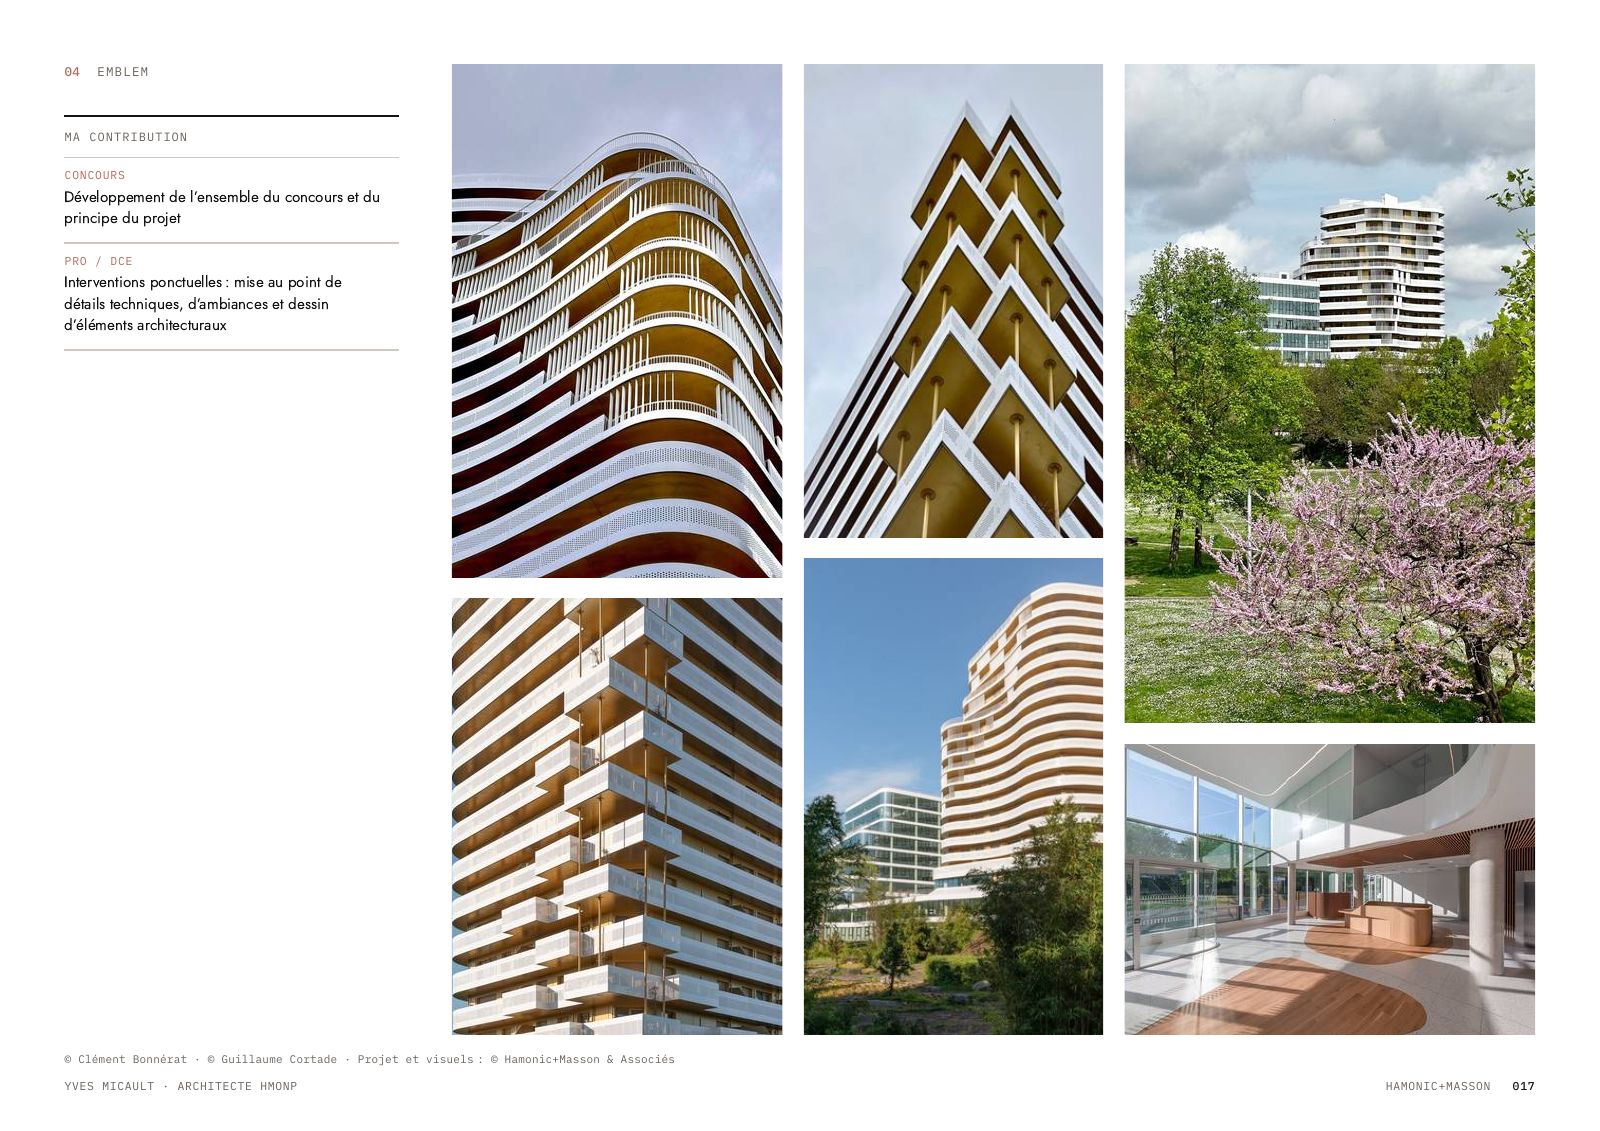 04 EMBLEM
MA CONTRIBUTION
CONCOURS
Développement de l’ensemble du concours et du
principe du projet
PRO / DCE
Interventions ponctuelles : mise au point de
détails techniques, d’ambiances et dessin
d’éléments architecturaux
© Clément Bonnérat · © Guillaume Cortade · Projet et visuels : © Hamonic+Masson & Associés
YVES MICAULT · ARCHITECTE HMONP
HAMONIC+MASSON 017